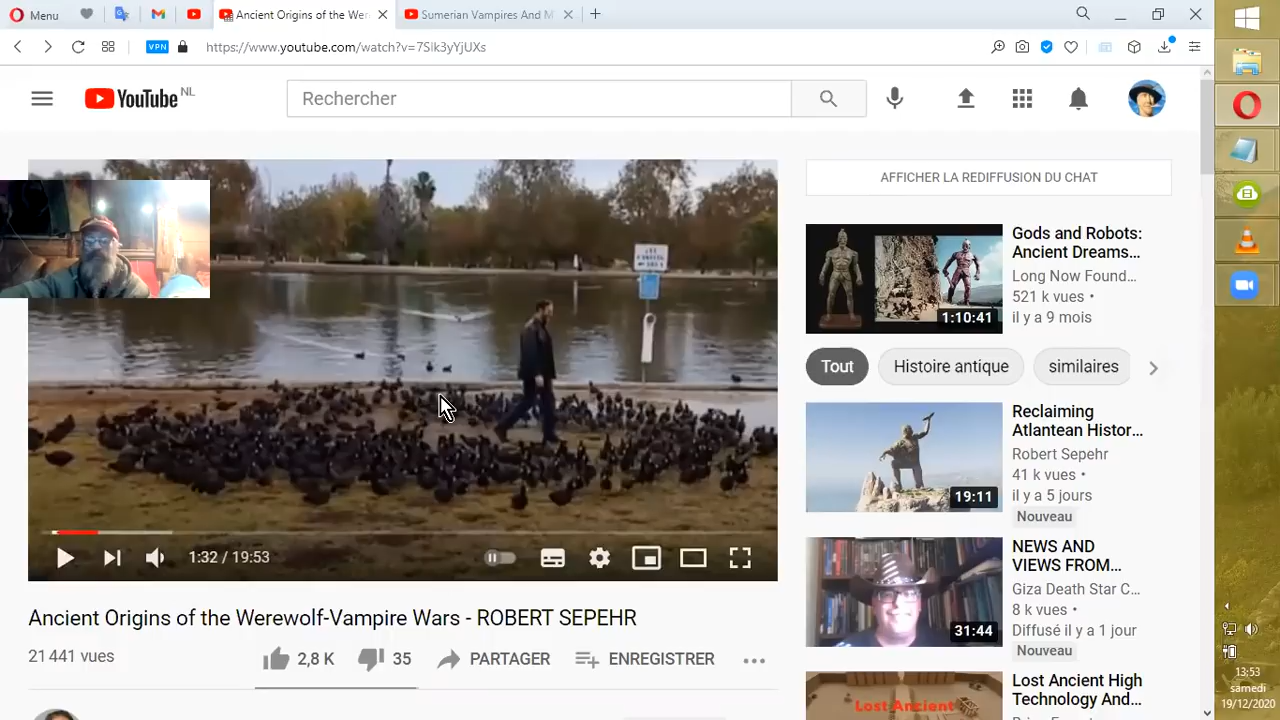 Menu
Ancient Origins of the Wer
Sumerian Vampires And M
VPN
https://www.youtube.com/watch?v=7Sik3yYjUXs
YouTube NL
Rechercher
1:32 / 19:53
Ancient Origins of the Werewolf-Vampire Wars - ROBERT SEPEHR
21 441 vues
2,8 K
35
PARTAGER
ENREGISTRER
AFFICHER LA REDIFFUSION DU CHAT
Gods and Robots:
Ancient Dreams...
Long Now Found...
521 k vues •
il y a 9 mois
1:10:41
Tout
Histoire antique
similaires
Reclaiming
Atlantean Histor...
Robert Sepehr
41 k vues •
il y a 5 jours
Nouveau
19:11
NEWS AND
VIEWS FROM...
Giza Death Star C...
8 k vues •
Diffusé il y a 1 jour
Nouveau
31:44
Lost Ancient High
Technology And...
Lost Ancient
13:53
samedi
19/12/2020